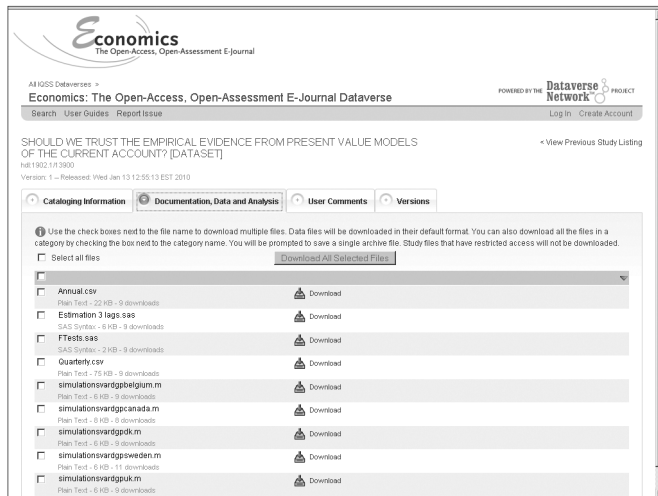 Economics
The Open-Access, Open-Assessment E-Journal
All IQSS Dataverses >
Economics: The Open-Access, Open-Assessment E-Journal Dataverse
POWERED BY THE Dataverse Network™ PROJECT
Search User Guides Report Issue
Log In Create Account
SHOULD WE TRUST THE EMPIRICAL EVIDENCE FROM PRESENT VALUE MODELS
OF THE CURRENT ACCOUNT? [DATASET]
< View Previous Study Listing
hdl:1902.1/13900
Version: 1 – Released: Wed Jan 13 12:55:13 EST 2010
Cataloging Information
Documentation, Data and Analysis
User Comments
Versions
Use the check boxes next to the file name to download multiple files. Data files will be downloaded in their default format. You can also download all the files in a
category by checking the box next to the category name. You will be prompted to save a single archive file. Study files that have restricted access will not be downloaded.
Select all files
Download All Selected Files
Annual.csv
Download
Plain Text - 22 KB - 9 downloads
Estimation 3 lags.sas
Download
SAS Syntax - 6 KB - 9 downloads
FTests.sas
Download
SAS Syntax - 2 KB - 9 downloads
Quarterly.csv
Download
Plain Text - 75 KB - 9 downloads
simulationsvardgpbelgium.m
Download
Plain Text - 6 KB - 9 downloads
simulationsvardgpcanada.m
Download
Plain Text - 8 KB - 8 downloads
simulationsvardgpdk.m
Download
Plain Text - 6 KB - 9 downloads
simulationsvardgpsweden.m
Download
Plain Text - 6 KB - 11 downloads
simulationsvardgpuk.m
Download
Plain Text - 6 KB - 9 downloads